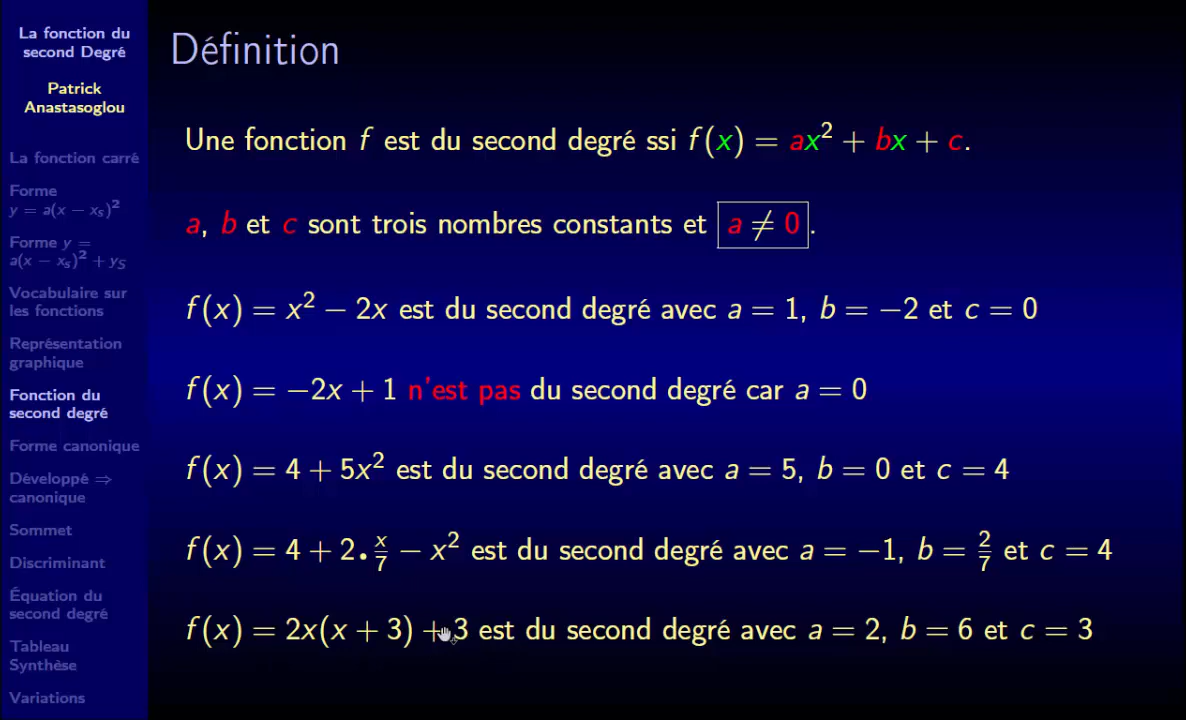 La fonction du
second Degré
Patrick
Anastasoglou
La fonction carré
Forme
y = a(x − x_S)²
Forme y =
a(x − x_s)² + y_S
Vocabulaire sur
les fonctions
Représentation
graphique
Fonction du
second degré
Forme canonique
Développé ⇒
canonique
Sommet
Discriminant
Équation du
second degré
Tableau
Synthèse
Variations
Définition
Une fonction f est du second degré ssi f(x) = ax² + bx + c.
a, b et c sont trois nombres constants et a ≠ 0.
f(x) = x² − 2x est du second degré avec a = 1, b = −2 et c = 0
f(x) = −2x + 1 n'est pas du second degré car a = 0
f(x) = 4 + 5x² est du second degré avec a = 5, b = 0 et c = 4
f(x) = 4 + 2.x/7 − x² est du second degré avec a = −1, b = 2/7 et c = 4
f(x) = 2x(x + 3) + 3 est du second degré avec a = 2, b = 6 et c = 3